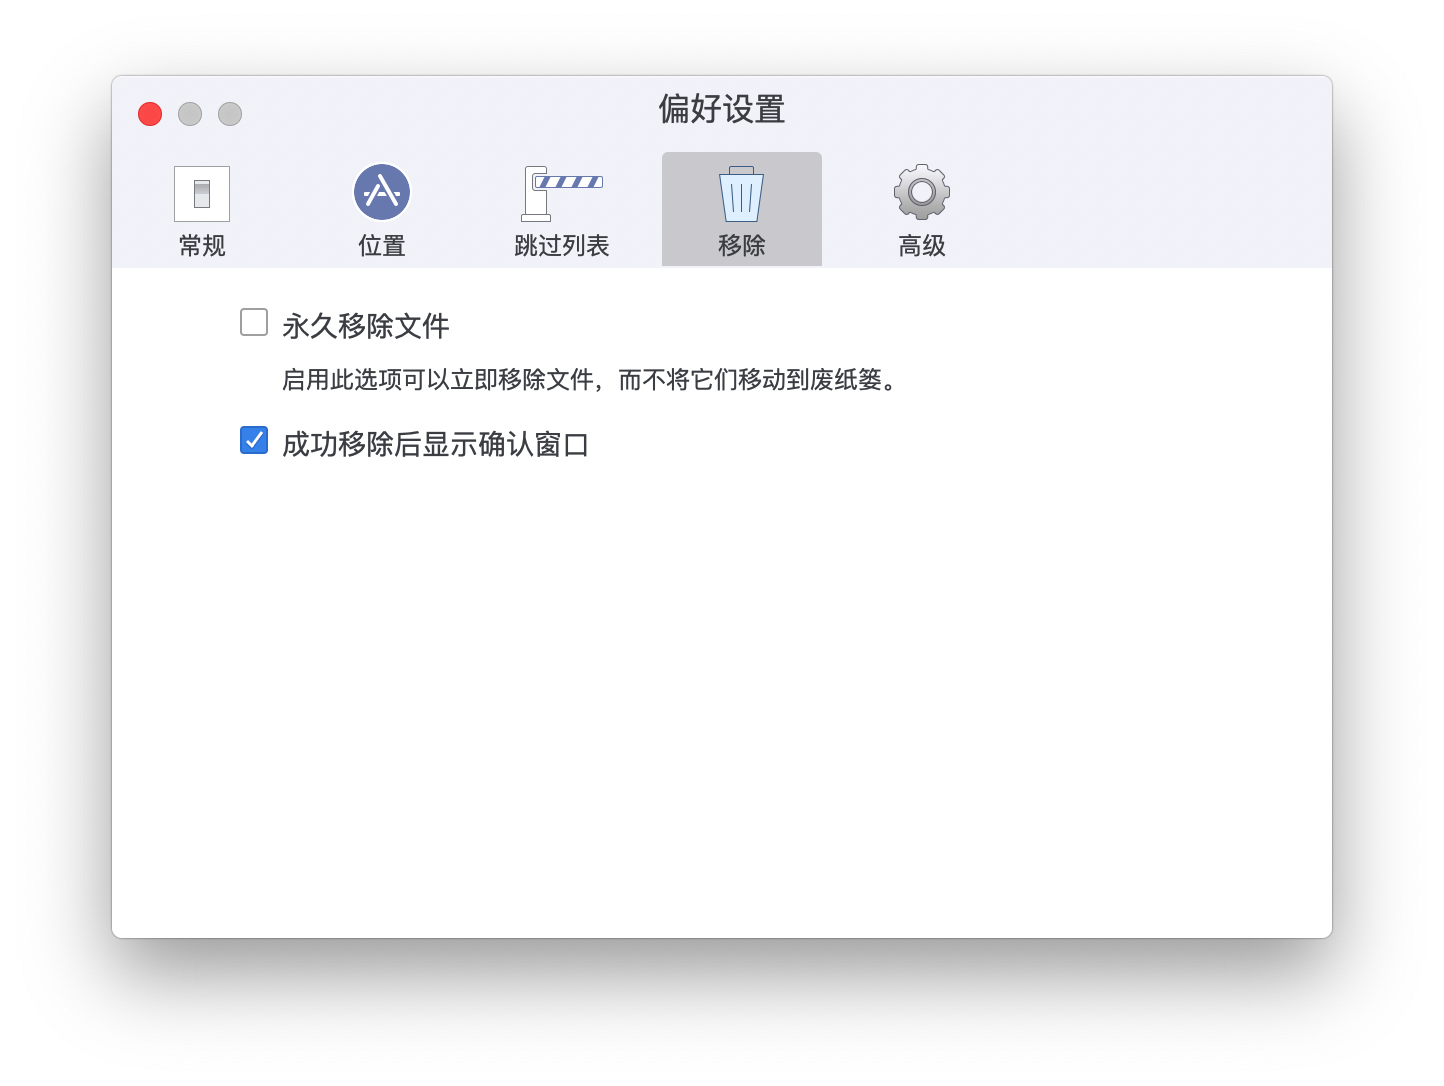 偏好设置
常规
位置
跳过列表
移除
高级
永久移除文件
启用此选项可以立即移除文件，而不将它们移动到废纸篓。
成功移除后显示确认窗口